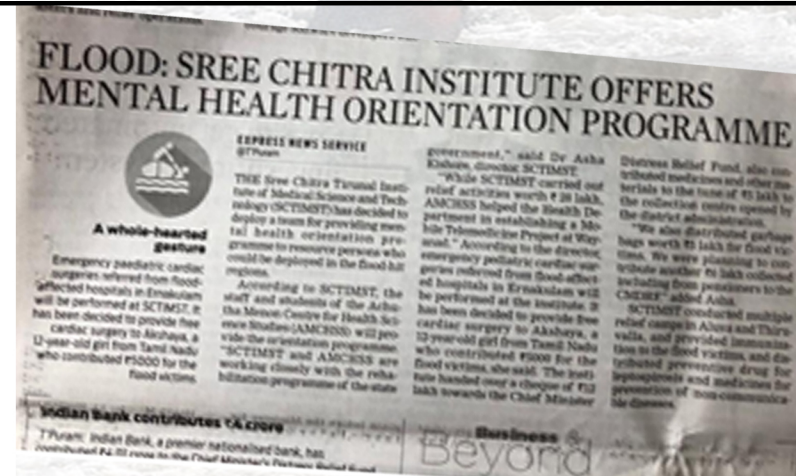 FLOOD: SREE CHITRA INSTITUTE OFFERS
MENTAL HEALTH ORIENTATION PROGRAMME
A whole-hearted
gesture
Emergency paediatric cardiac
surgeries referred from flood-
affected hospitals in Ernakulam
will be performed at SCTIMST. It
has been decided to provide free
cardiac surgery to Akshaya, a
12-year-old girl from Tamil Nadu
who contributed ₹5000 for the
flood victims
EXPRESS NEWS SERVICE
@T'Puram
THE Sree Chitra Tirunal Insti-
tute of Medical Science and Tech-
nology (SCTIMST) has decided to
deploy a team for providing men-
tal health orientation pro-
gramme to resource persons who
could be deployed in the flood hit
regions.
According to SCTIMST, the
staff and students of the Achu-
tha Menon Centre for Health Sci-
ence Studies (AMCHSS) will pro-
vide the orientation programme.
"SCTIMST and AMCHSS are
working closely with the reha-
bilitation programme of the state
government," said Dr Asha
Kishore, director, SCTIMST.
"While SCTIMST carried out
relief activities worth ₹ lakh,
AMCHSS helped the Health De-
partment in establishing a Mo-
bile Telemedicine Project at Way-
anad." According to the director,
emergency pediatric cardiac sur-
geries referred from flood-affect-
ed hospitals in Ernakulam will
be performed at the institute. It
has been decided to provide free
cardiac surgery to Akshaya, a
12-year-old girl from Tamil Nadu
who contributed ₹5000 for the
flood victims, she said. The insti-
tute handed over a cheque of
lakh towards the Chief Minister
Distress Relief Fund, also con-
tributed medicines and other ma-
terials to the tune of ₹5 lakh to
the collection centre opened by
the district administration.
"We also distributed garbage
bags worth ₹5 lakh for flood vic-
tims. We were planning to con-
tribute another lakh collected
including from pensioners to the
CMDRF" added Asha.
SCTIMST conducted multiple
relief camps in Aluva and Thiru-
valla, and provided immunisa-
tion to the flood victims, and dis-
tributed preventive drug for
leptospirosis and medicines for
prevention of non-communica-
ble diseases.
Indian Bank contributes crore
T'Puram: Indian Bank, a premier nationalised bank, has
Business &
Beyond